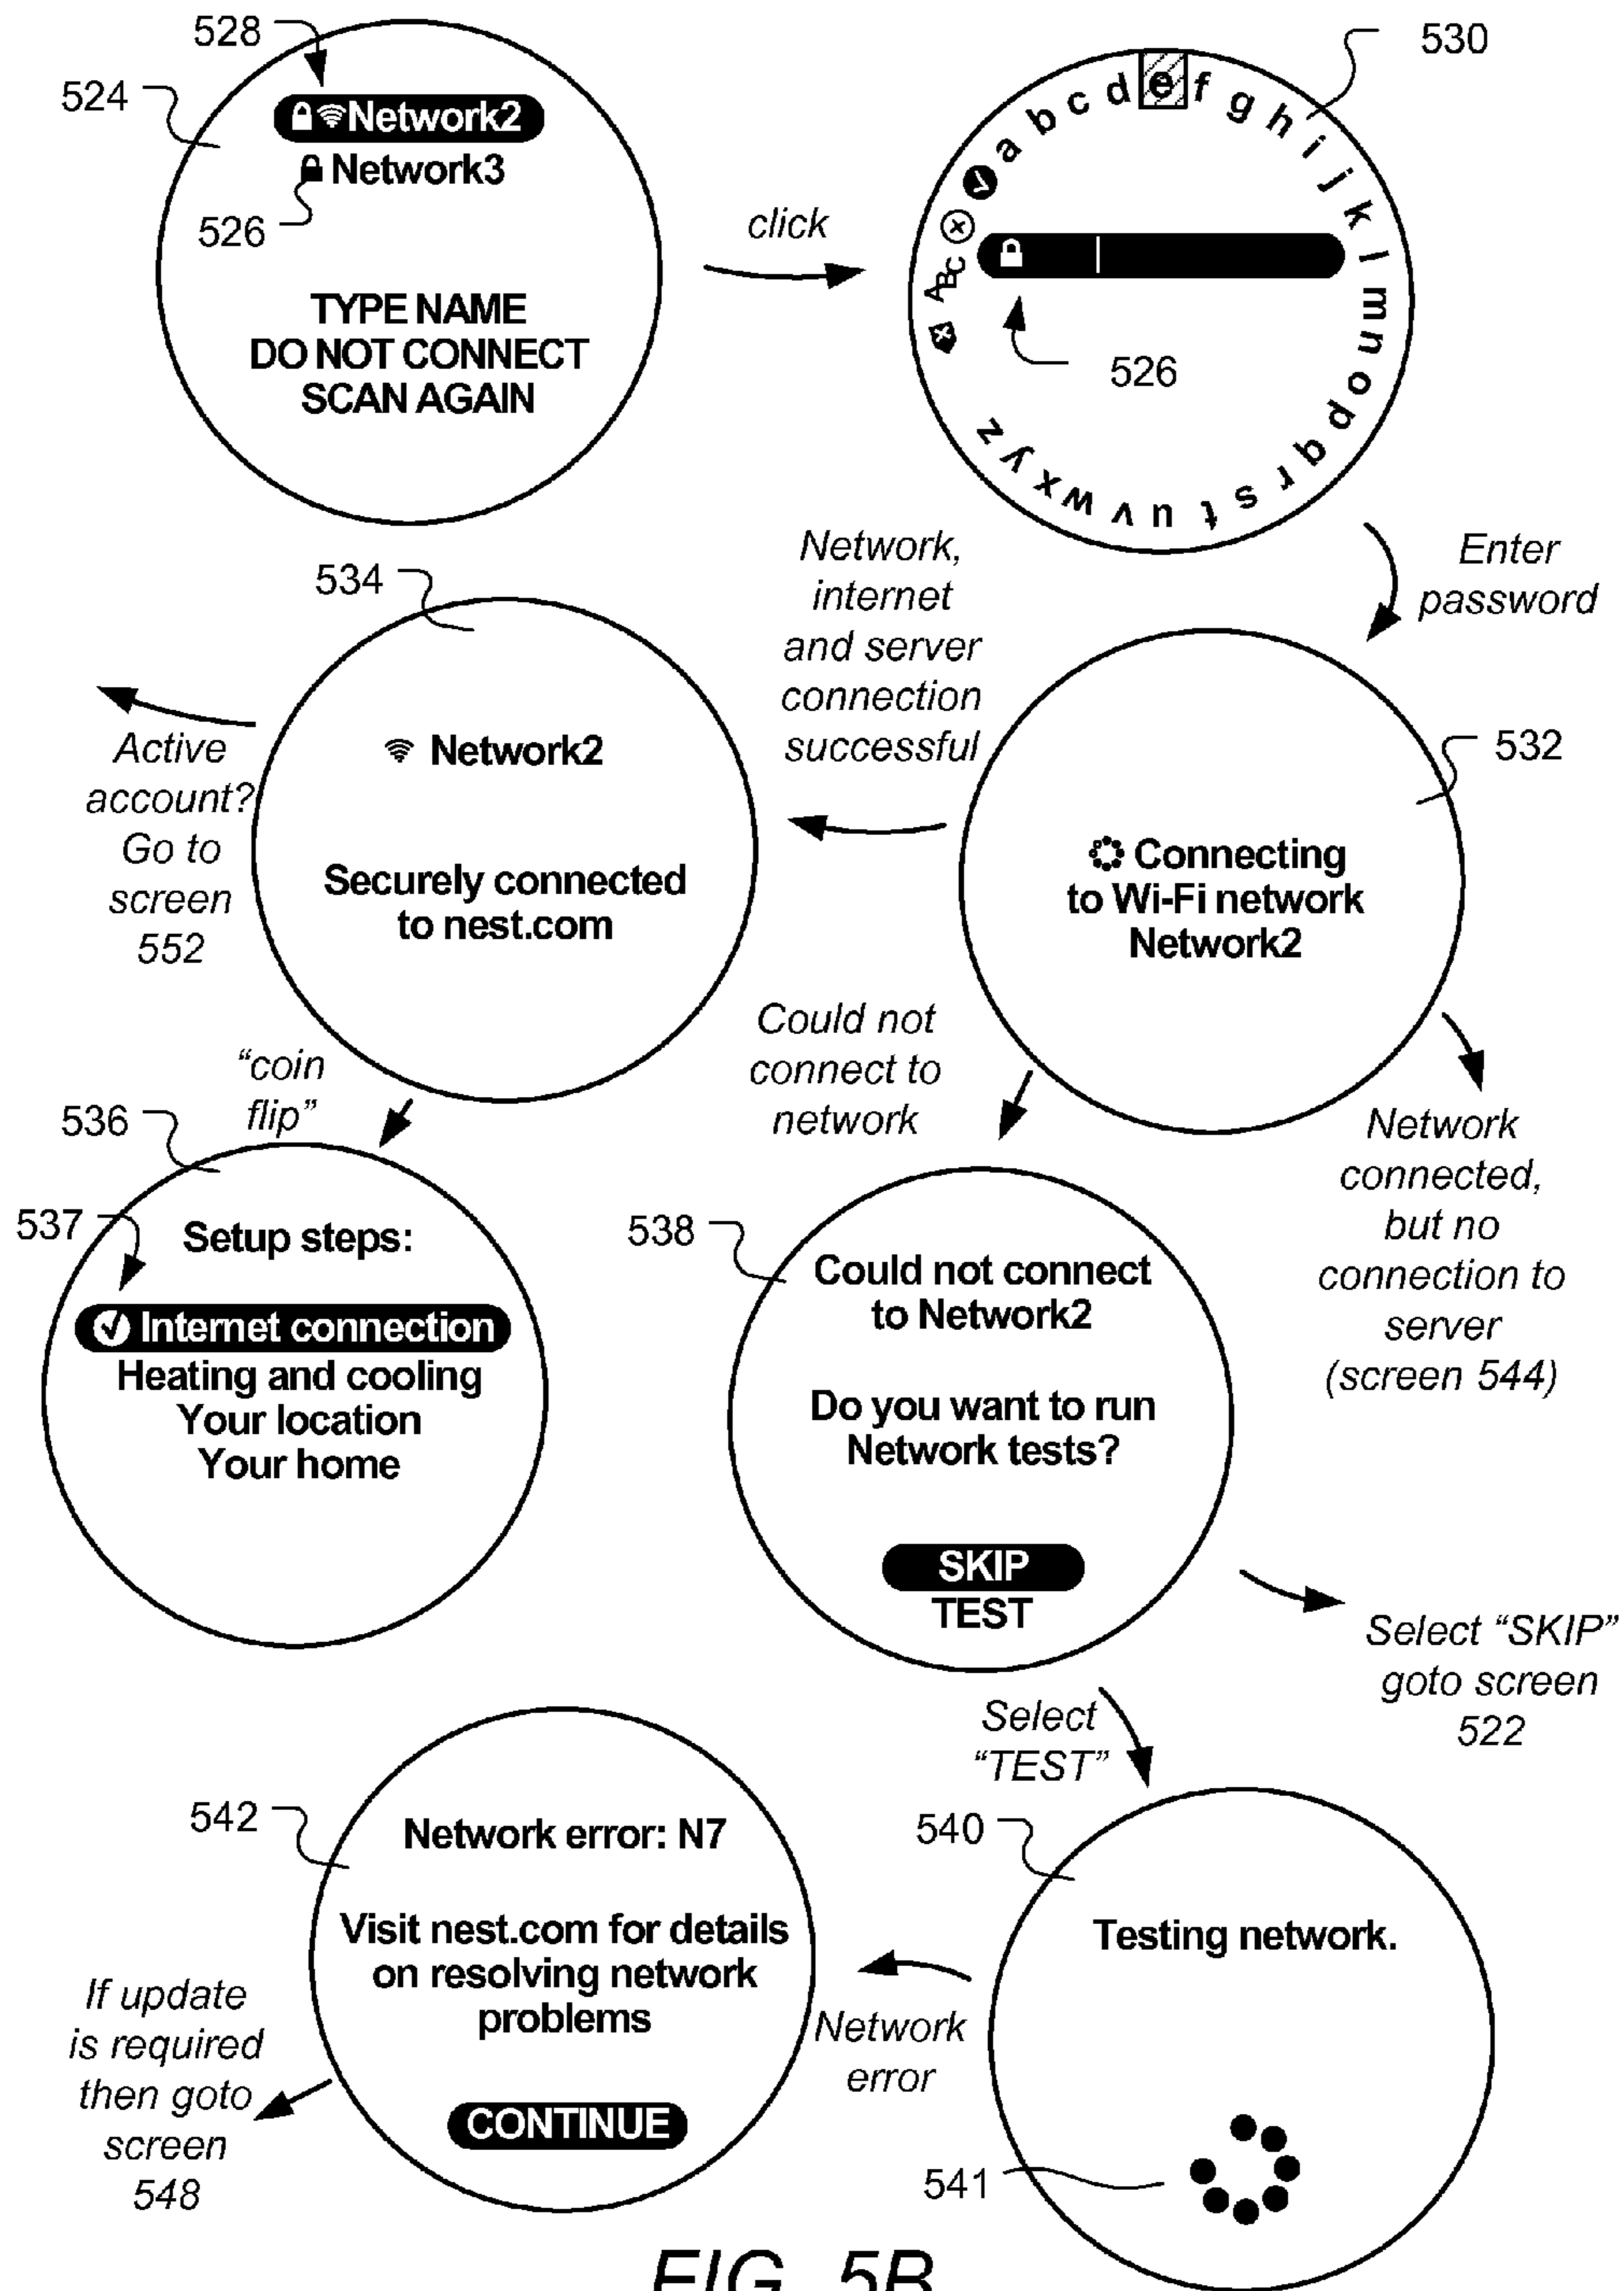 528
524
Network2
Network3
526
TYPE NAME
DO NOT CONNECT
SCAN AGAIN
click
530
a b c d e f g h i j k l m n o p q r s t u v w x y z
ABC
526
Enter
password
Network,
internet
and server
connection
successful
534
Network2
Securely connected
to nest.com
Active
account?
Go to
screen
552
532
Connecting
to Wi-Fi network
Network2
Could not
connect to
network
Network
connected,
but no
connection to
server
(screen 544)
"coin
flip"
536
537
Setup steps:
Internet connection
Heating and cooling
Your location
Your home
538
Could not connect
to Network2
Do you want to run
Network tests?
SKIP
TEST
Select "SKIP"
goto screen
522
Select
"TEST"
542
Network error: N7
Visit nest.com for details
on resolving network
problems
CONTINUE
If update
is required
then goto
screen
548
Network
error
540
Testing network.
541
FIG. 5B